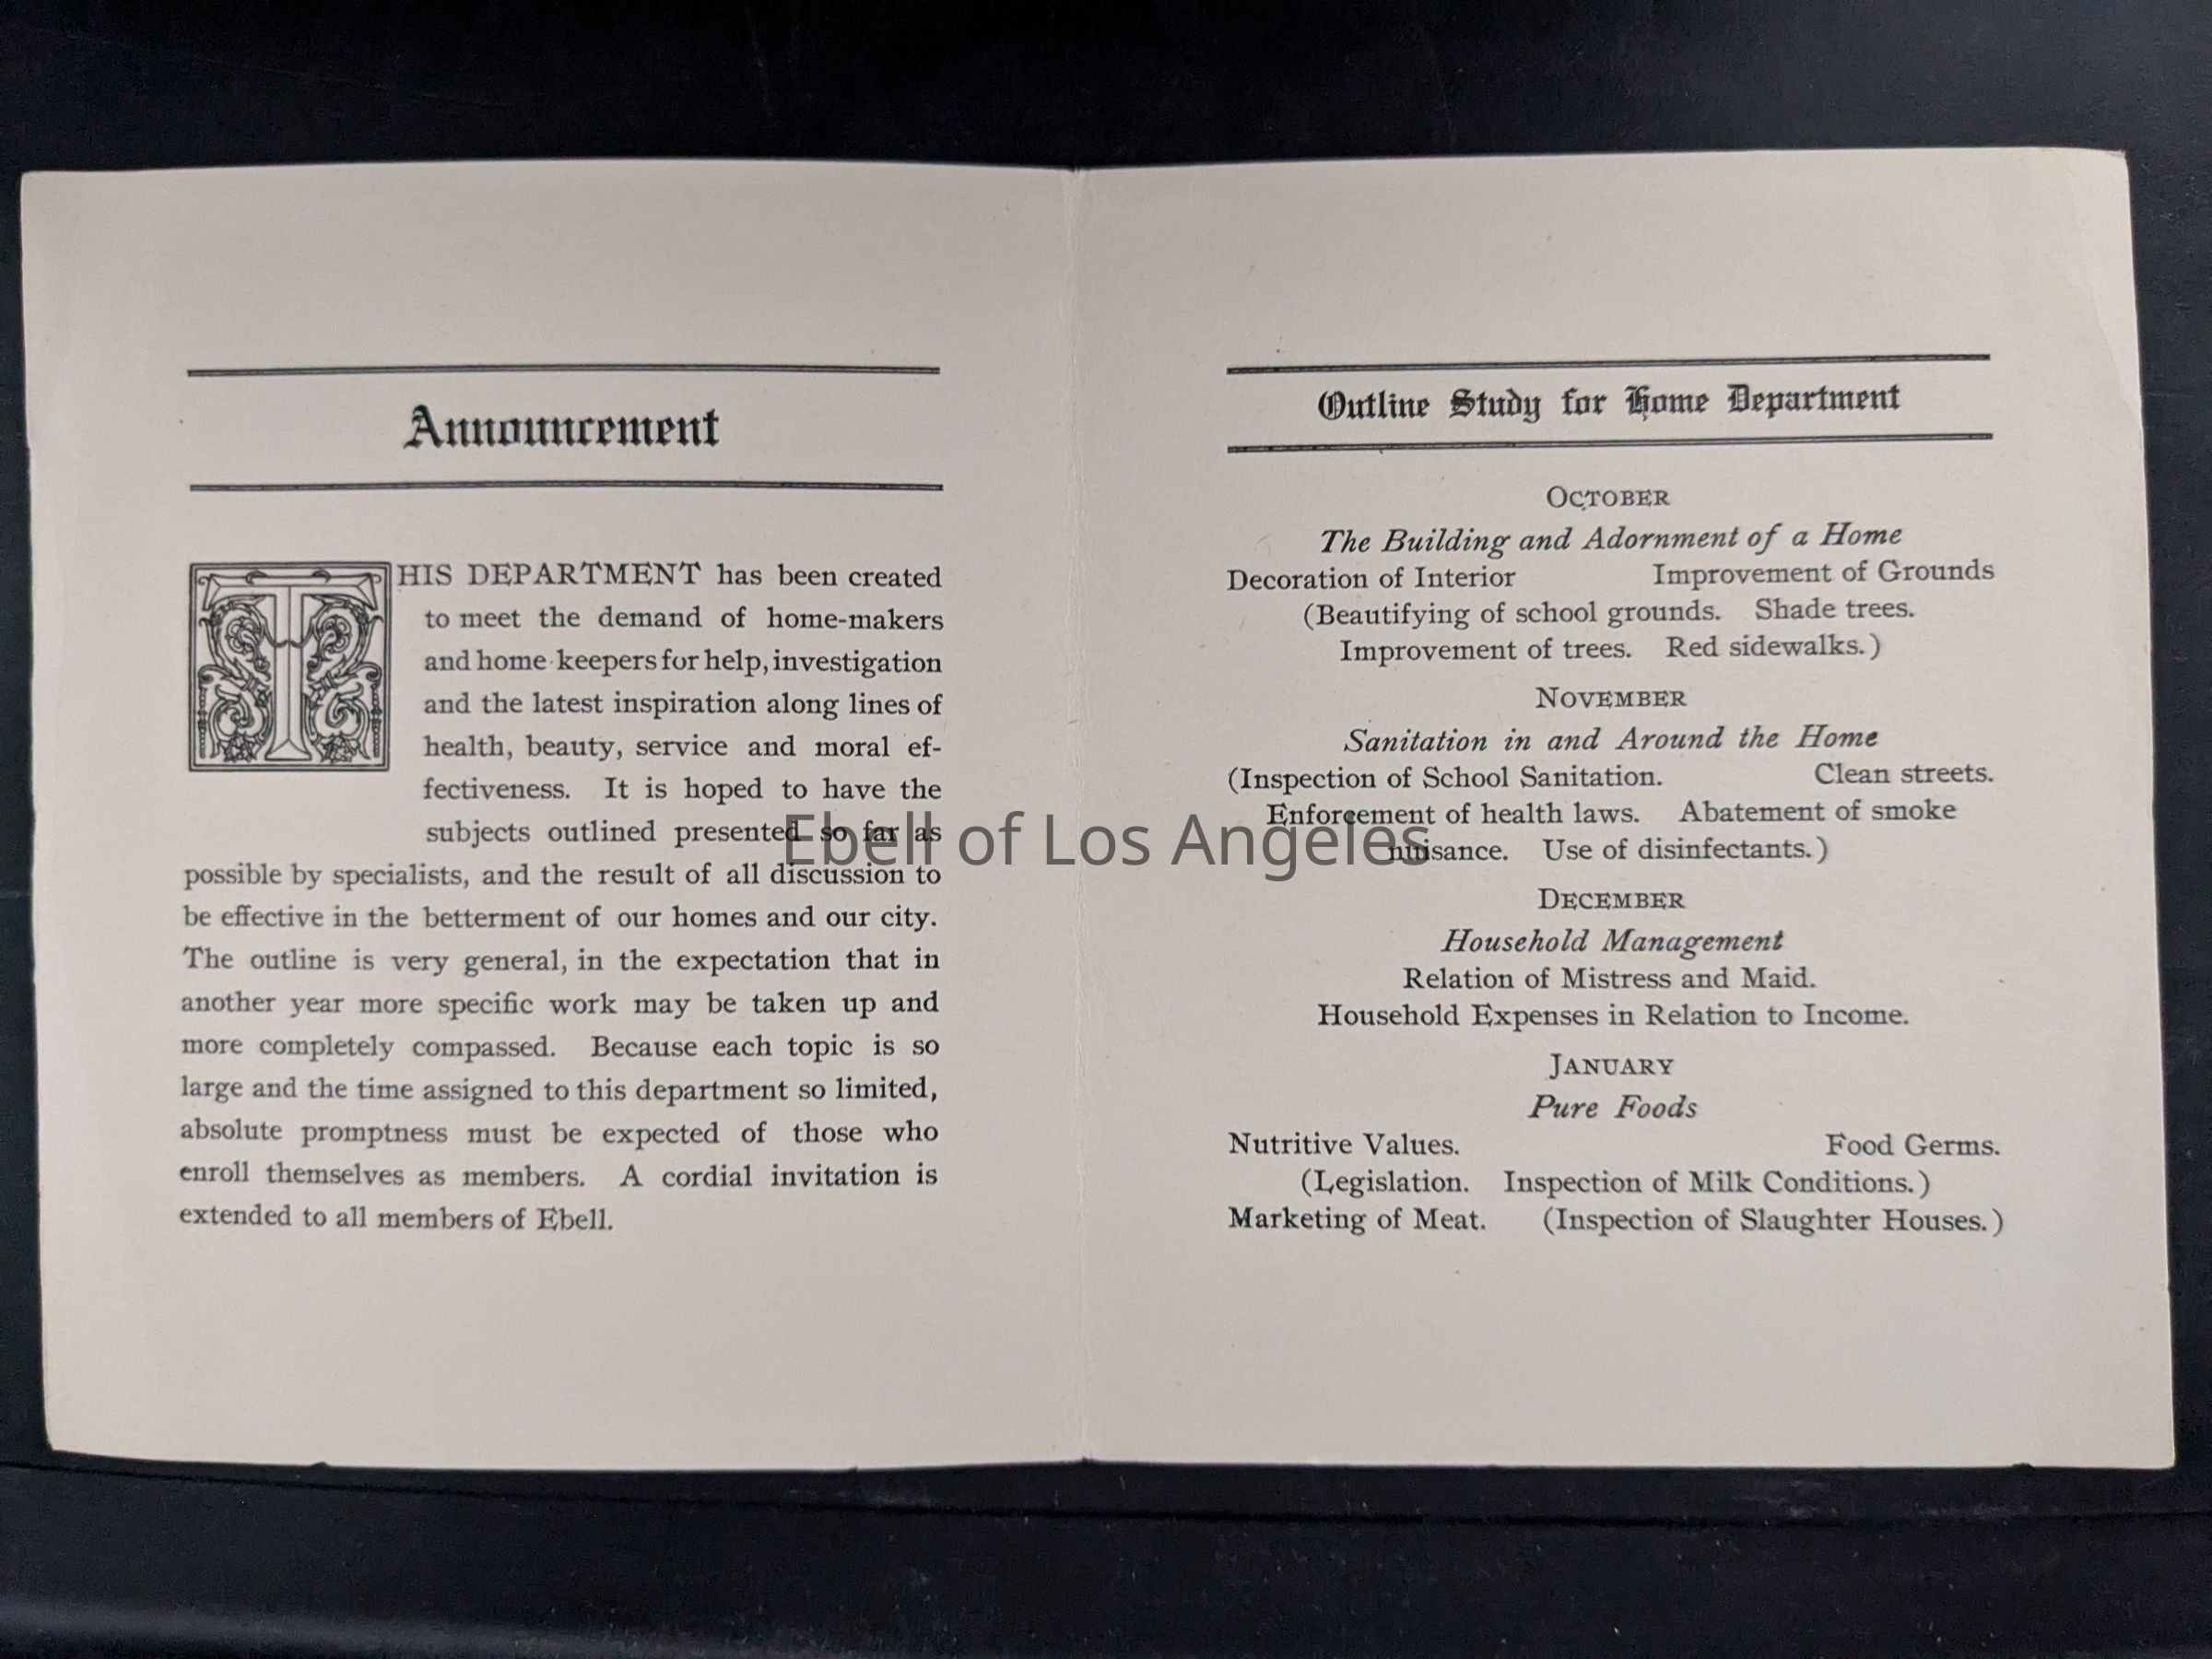 Announcement
THIS DEPARTMENT has been created
to meet the demand of home-makers
and home-keepers for help, investigation
and the latest inspiration along lines of
health, beauty, service and moral ef-
fectiveness. It is hoped to have the
subjects outlined presented so far as
possible by specialists, and the result of all discussion to
be effective in the betterment of our homes and our city.
The outline is very general, in the expectation that in
another year more specific work may be taken up and
more completely compassed. Because each topic is so
large and the time assigned to this department so limited,
absolute promptness must be expected of those who
enroll themselves as members. A cordial invitation is
extended to all members of Ebell.
Outline Study for Home Department
OCTOBER
The Building and Adornment of a Home
Decoration of Interior Improvement of Grounds
(Beautifying of school grounds. Shade trees.
Improvement of trees. Red sidewalks.)
NOVEMBER
Sanitation in and Around the Home
(Inspection of School Sanitation. Clean streets.
Enforcement of health laws. Abatement of smoke
nuisance. Use of disinfectants.)
DECEMBER
Household Management
Relation of Mistress and Maid.
Household Expenses in Relation to Income.
JANUARY
Pure Foods
Nutritive Values. Food Germs.
(Legislation. Inspection of Milk Conditions.)
Marketing of Meat. (Inspection of Slaughter Houses.)
Ebell of Los Angeles